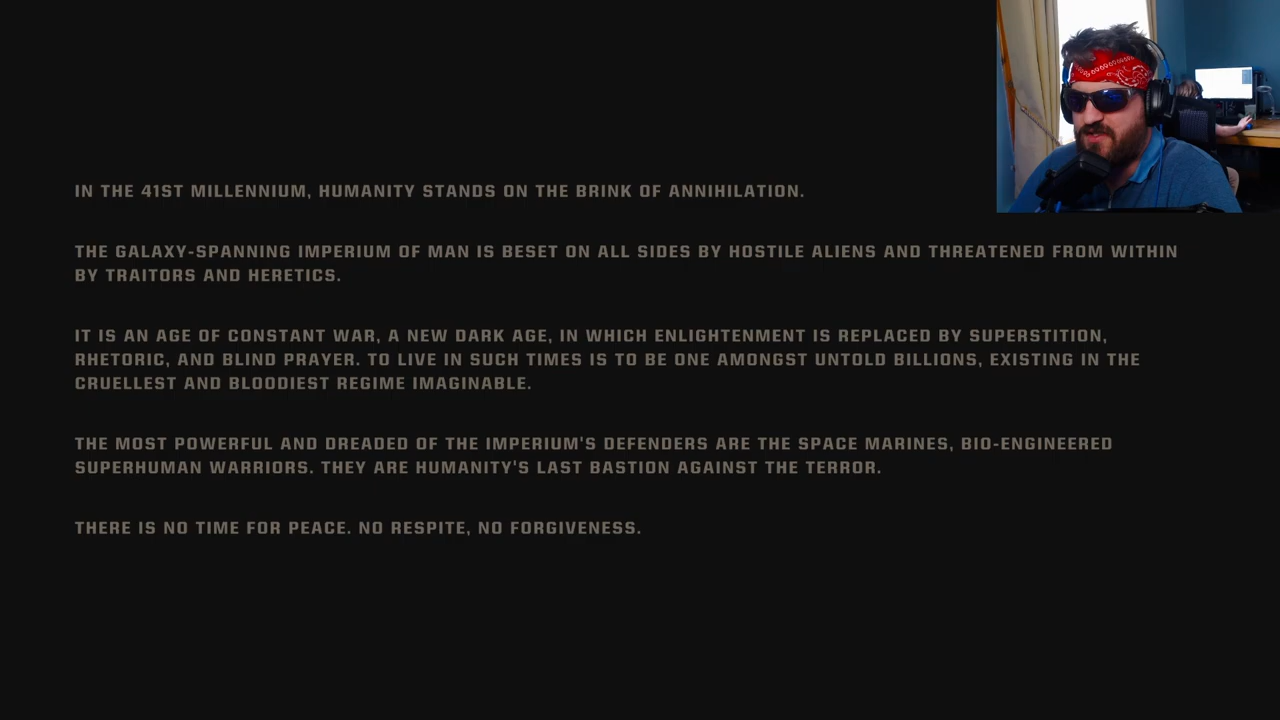 IN THE 41ST MILLENNIUM, HUMANITY STANDS ON THE BRINK OF ANNIHILATION.
THE GALAXY-SPANNING IMPERIUM OF MAN IS BESET ON ALL SIDES BY HOSTILE ALIENS AND THREATENED FROM WITHIN
BY TRAITORS AND HERETICS.
IT IS AN AGE OF CONSTANT WAR, A NEW DARK AGE, IN WHICH ENLIGHTENMENT IS REPLACED BY SUPERSTITION,
RHETORIC, AND BLIND PRAYER. TO LIVE IN SUCH TIMES IS TO BE ONE AMONGST UNTOLD BILLIONS, EXISTING IN THE
CRUELLEST AND BLOODIEST REGIME IMAGINABLE.
THE MOST POWERFUL AND DREADED OF THE IMPERIUM'S DEFENDERS ARE THE SPACE MARINES, BIO-ENGINEERED
SUPERHUMAN WARRIORS. THEY ARE HUMANITY'S LAST BASTION AGAINST THE TERROR.
THERE IS NO TIME FOR PEACE. NO RESPITE, NO FORGIVENESS.